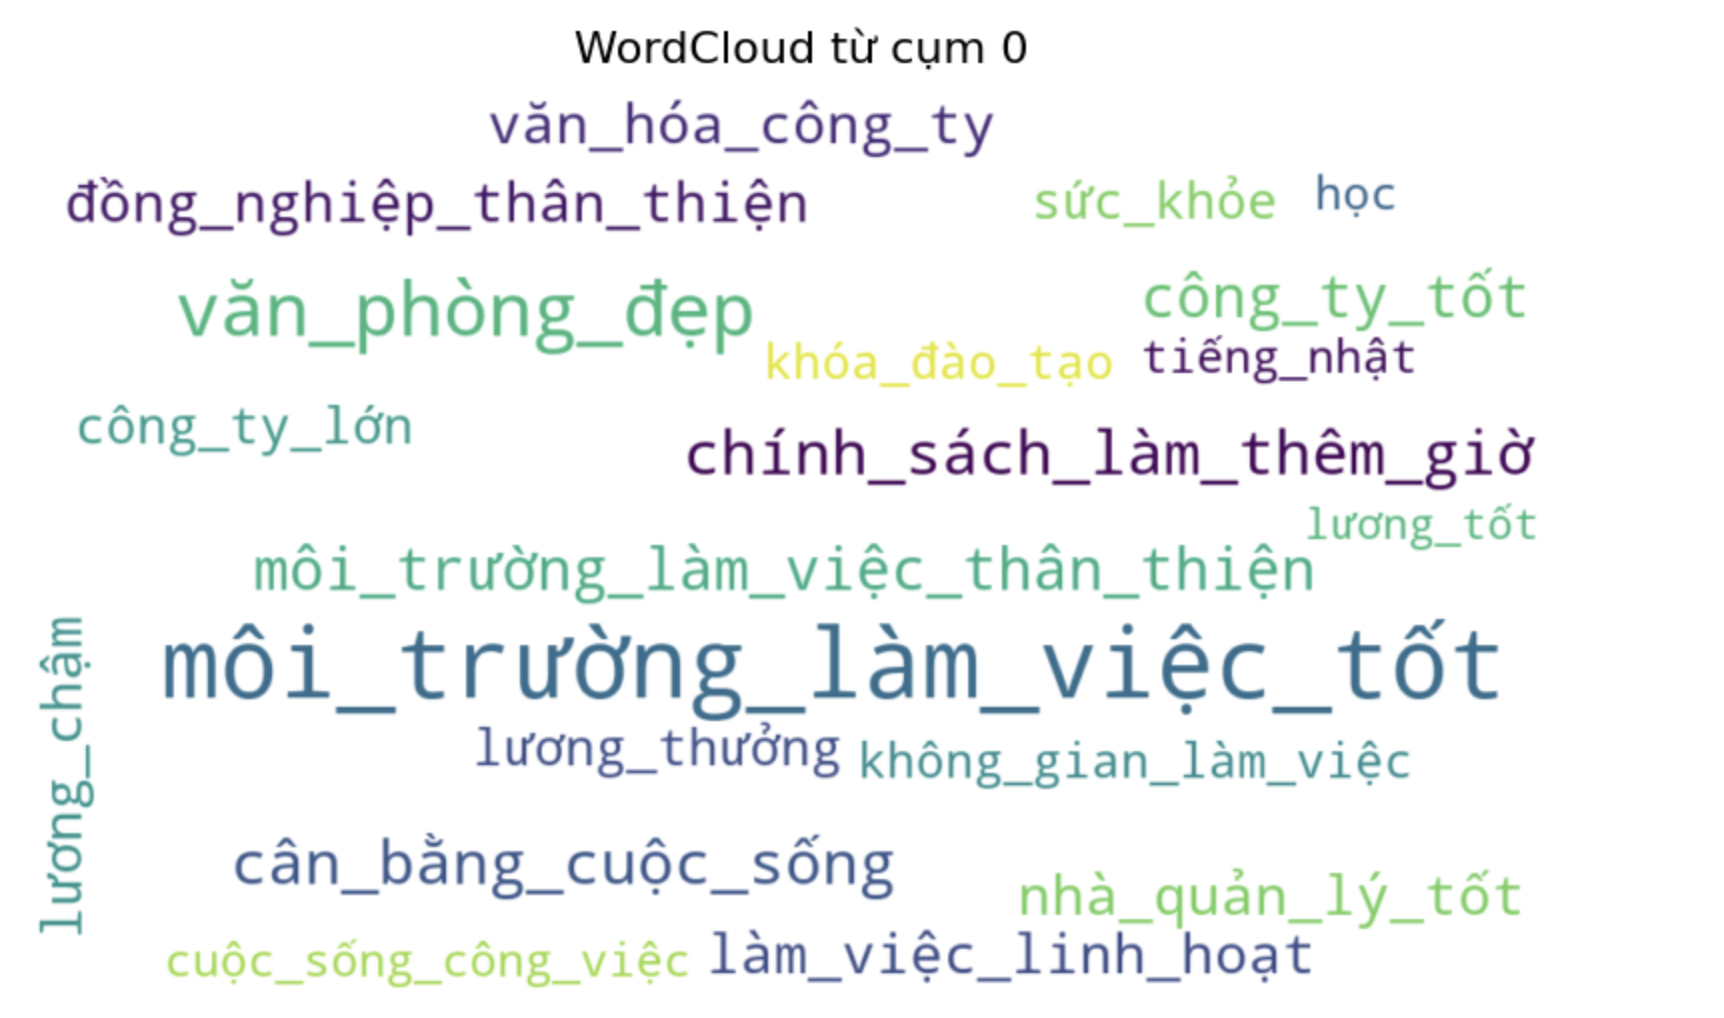 WordCloud từ cụm 0
văn_hóa_công_ty
đồng_nghiệp_thân_thiện
sức_khỏe
học
văn_phòng_đẹp
công_ty_tốt
khóa_đào_tạo
tiếng_nhật
công_ty_lớn
chính_sách_làm_thêm_giờ
lương_tốt
môi_trường_làm_việc_thân_thiện
môi_trường_làm_việc_tốt
lương_chậm
lương_thưởng
không_gian_làm_việc
cân_bằng_cuộc_sống
nhà_quản_lý_tốt
cuộc_sống_công_việc
làm_việc_linh_hoạt